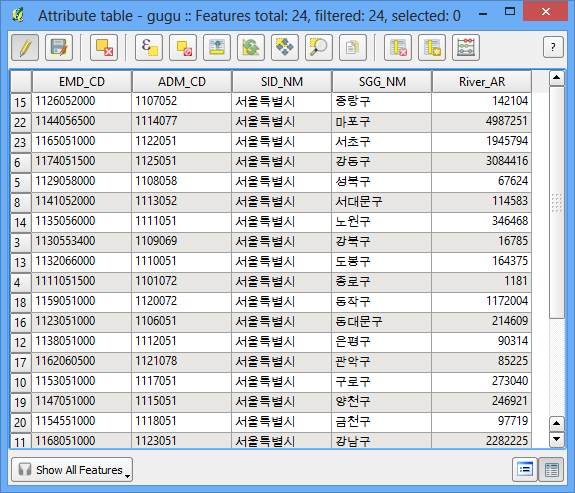 Attribute table - gugu :: Features total: 24, filtered: 24, selected: 0
?
EMD_CD ADM_CD SID_NM SGG_NM River_AR
15 1126052000 1107052 서울특별시 중랑구 142104
22 1144056500 1114077 서울특별시 마포구 4987251
23 1165051000 1122051 서울특별시 서초구 1945794
6 1174051500 1125051 서울특별시 강동구 3084416
5 1129058000 1108058 서울특별시 성북구 67624
8 1141052000 1113052 서울특별시 서대문구 114583
14 1135056000 1111051 서울특별시 노원구 346468
3 1130553400 1109069 서울특별시 강북구 16785
13 1132066000 1110051 서울특별시 도봉구 164375
4 1111051500 1101072 서울특별시 종로구 1181
18 1159051000 1120072 서울특별시 동작구 1172004
16 1123051000 1106051 서울특별시 동대문구 214609
12 1138051000 1112051 서울특별시 은평구 90314
17 1162060500 1121078 서울특별시 관악구 85225
10 1153051000 1117051 서울특별시 구로구 273040
19 1147051000 1115051 서울특별시 양천구 246921
20 1154551000 1118051 서울특별시 금천구 97719
11 1168051000 1123051 서울특별시 강남구 2282225
Show All Features